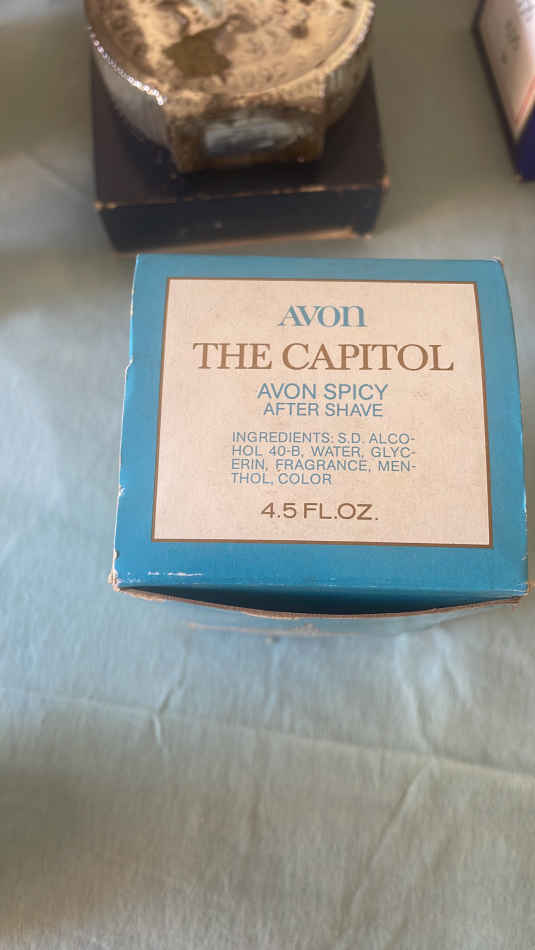 AVON
THE CAPITOL
AVON SPICY
AFTER SHAVE
INGREDIENTS: S.D. ALCO-
HOL 40-B, WATER, GLYC-
ERIN, FRAGRANCE, MEN-
THOL, COLOR
4.5 FL.OZ.